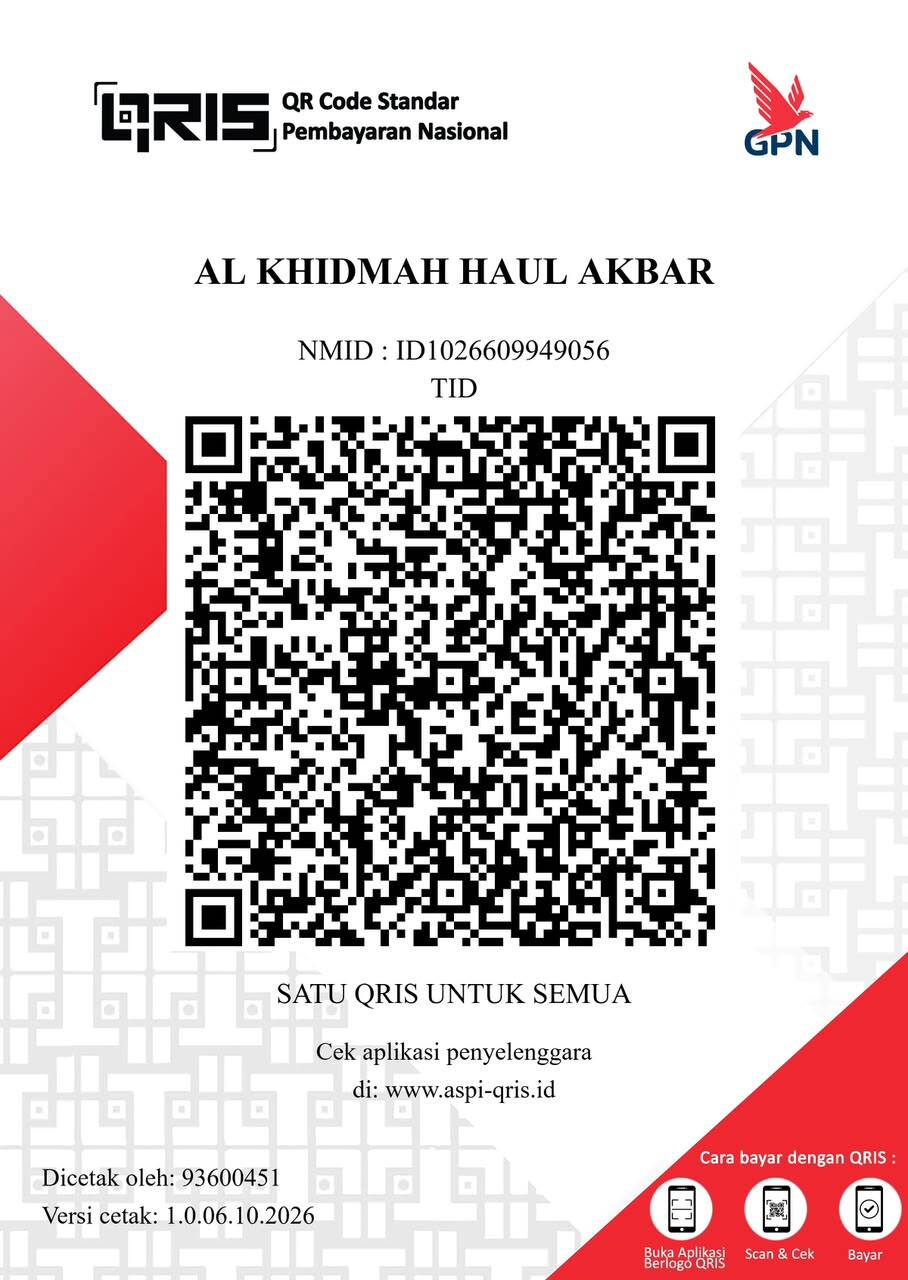 QRIS
QR Code Standar
Pembayaran Nasional
GPN
AL KHIDMAH HAUL AKBAR
NMID : ID1026609949056
TID
SATU QRIS UNTUK SEMUA
Cek aplikasi penyelenggara
di: www.aspi-qris.id
Dicetak oleh: 93600451
Versi cetak: 1.0.06.10.2026
Cara bayar dengan QRIS :
Buka Aplikasi
Berlogo QRIS
Scan & Cek
Bayar